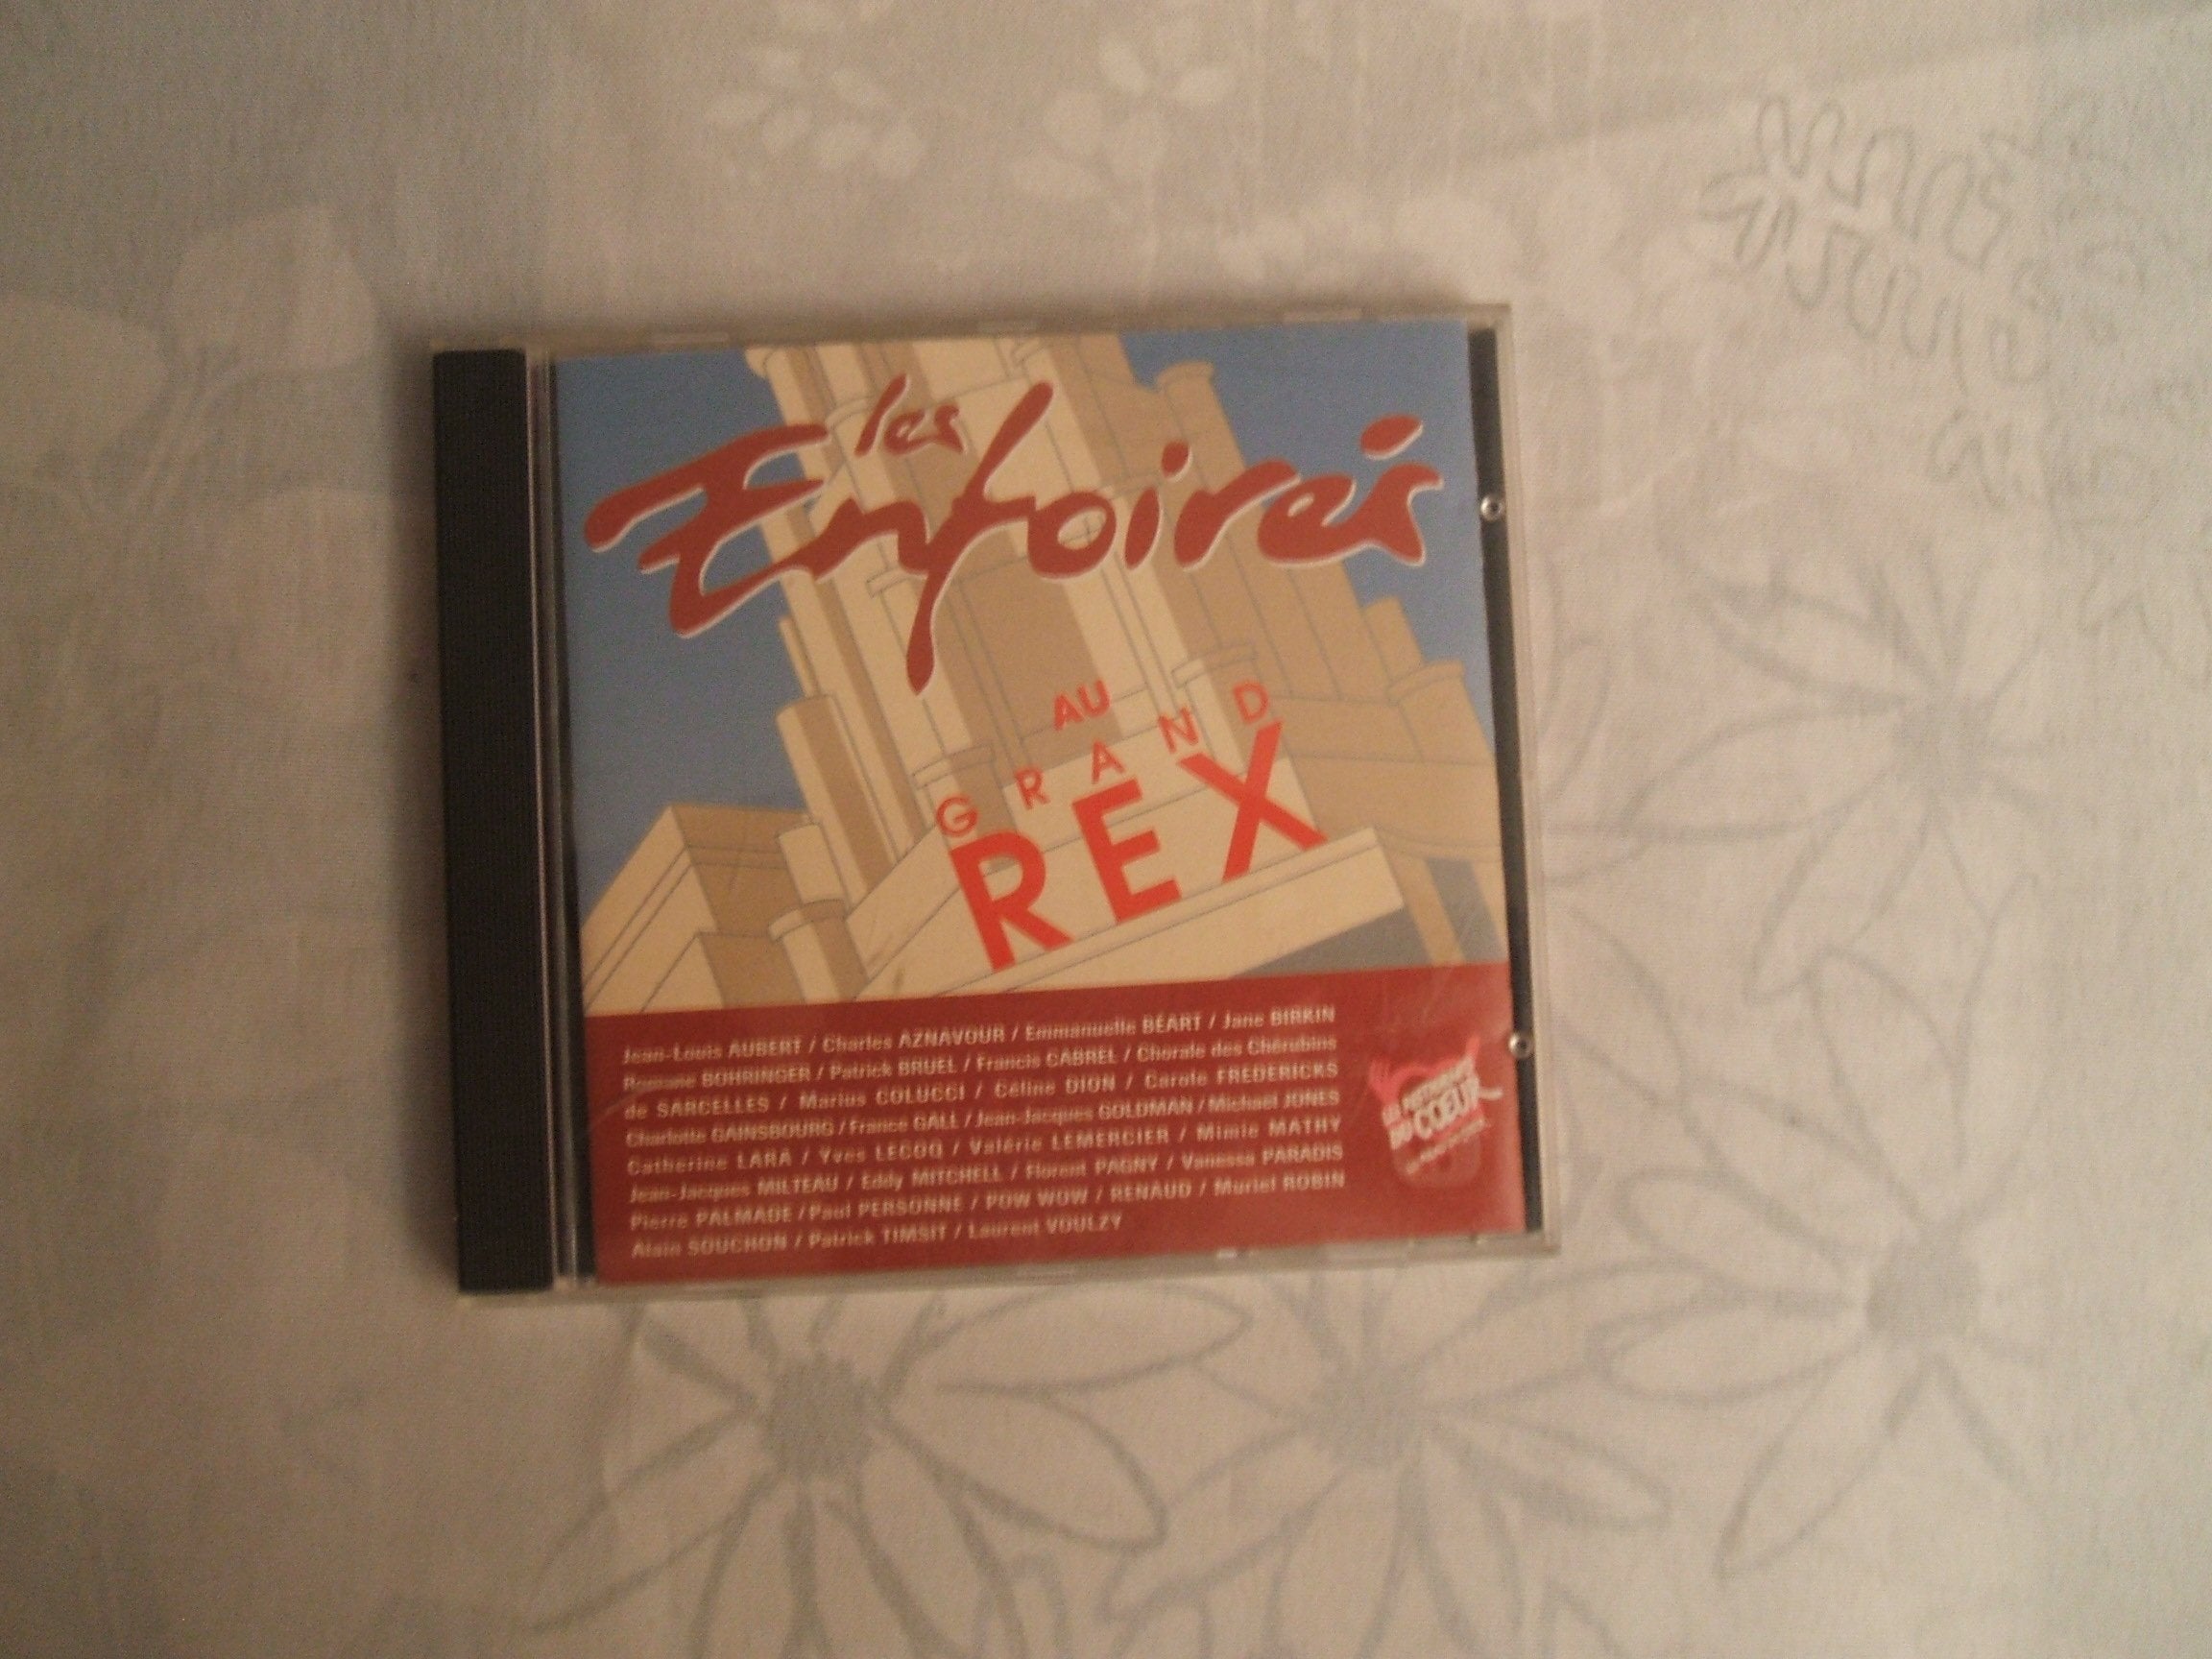 les
Enfoirés
AU
GRAND
REX
Jean-Louis AUBERT / Charles AZNAVOUR / Emmanuelle BÉART / Jane BIRKIN
Romane BOHRINGER / Patrick BRUEL / Francis CABREL / Chorale des Chérubins
de SARCELLES / Marius COLUCCI / Céline DION / Carole FREDERICKS
Charlotte GAINSBOURG / France GALL / Jean-Jacques GOLDMAN / Michael JONES
Catherine LARA / Yves LECOQ / Valérie LEMERCIER / Mimie MATHY
Jean-Jacques MILTEAU / Eddy MITCHELL / Florent PAGNY / Vanessa PARADIS
Pierre PALMADE / Paul PERSONNE / POW WOW / RENAUD / Muriel ROBIN
Alain SOUCHON / Patrick TIMSIT / Laurent VOULZY
LES RESTAURANTS
DU CŒUR